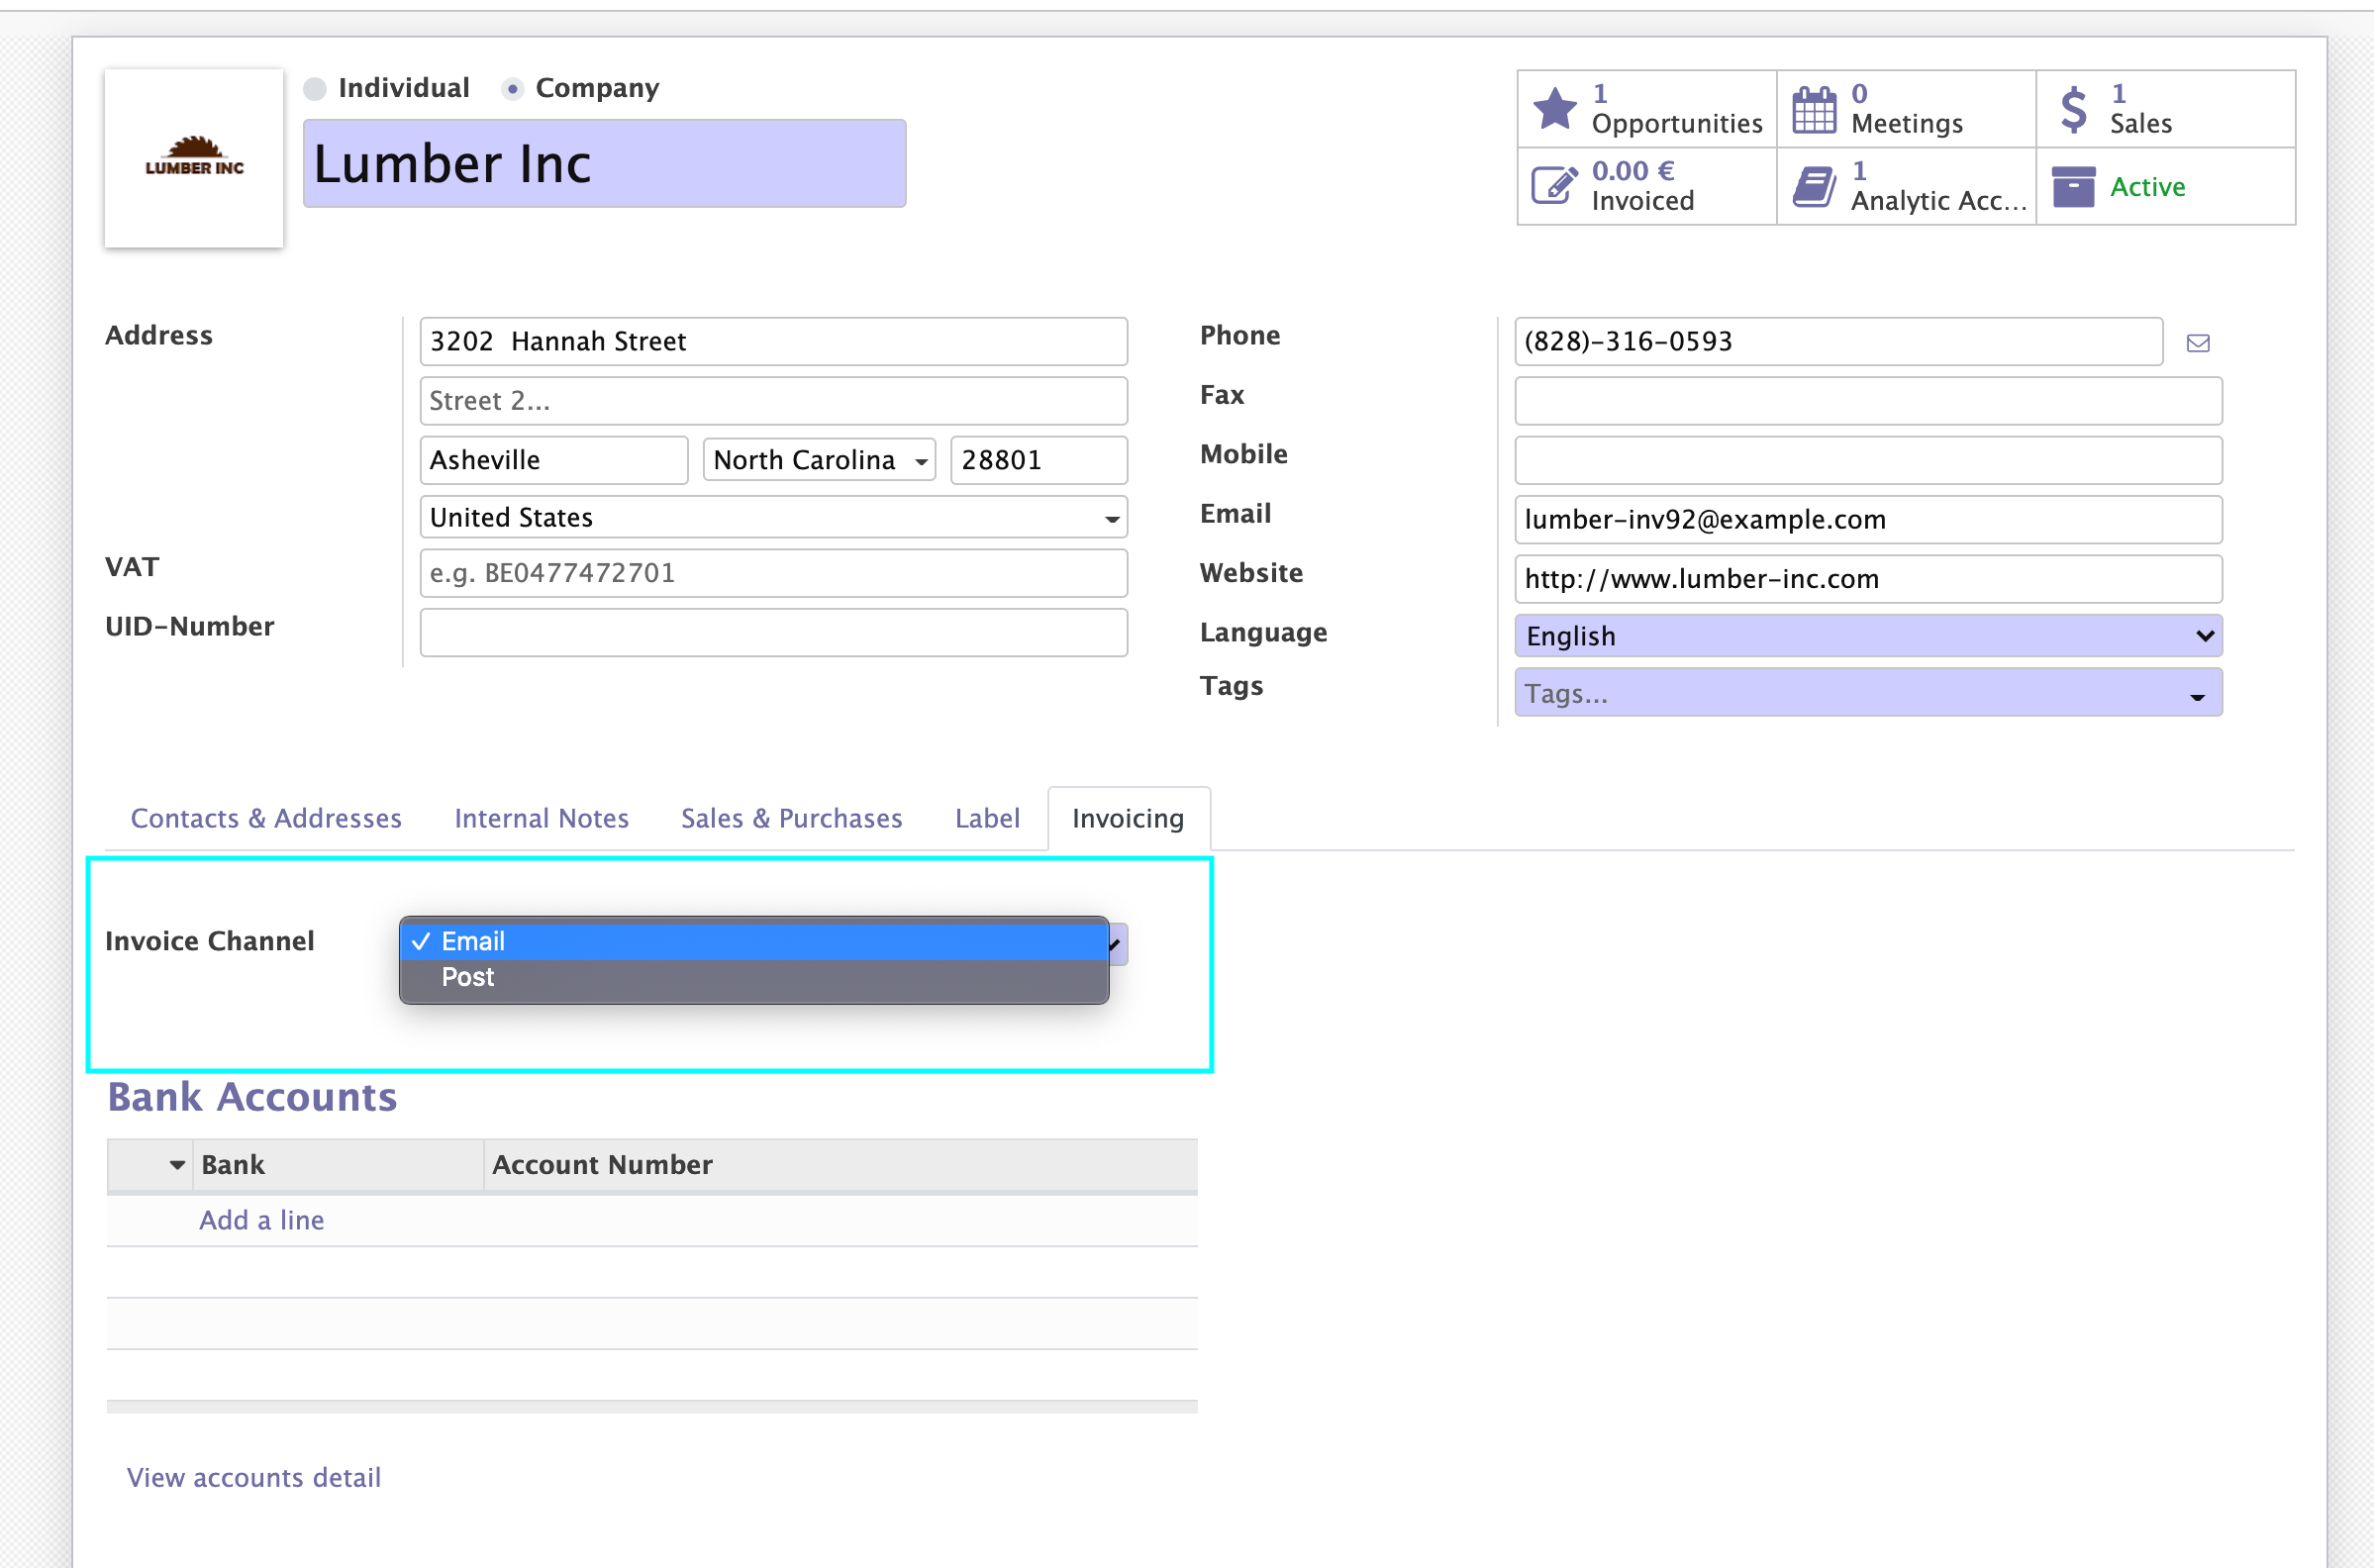 LUMBER INC
Individual Company
Lumber Inc
1
Opportunities
0
Meetings
1
Sales
0.00 €
Invoiced
1
Analytic Acc...
Active
Address
3202  Hannah Street
Street 2...
Asheville North Carolina 28801
United States
VAT e.g. BE0477472701
UID-Number
Phone (828)-316-0593
Fax
Mobile
Email lumber-inv92@example.com
Website http://www.lumber-inc.com
Language English
Tags Tags...
Contacts & Addresses Internal Notes Sales & Purchases Label Invoicing
Invoice Channel Email
Post
Bank Accounts
Bank Account Number
Add a line
View accounts detail